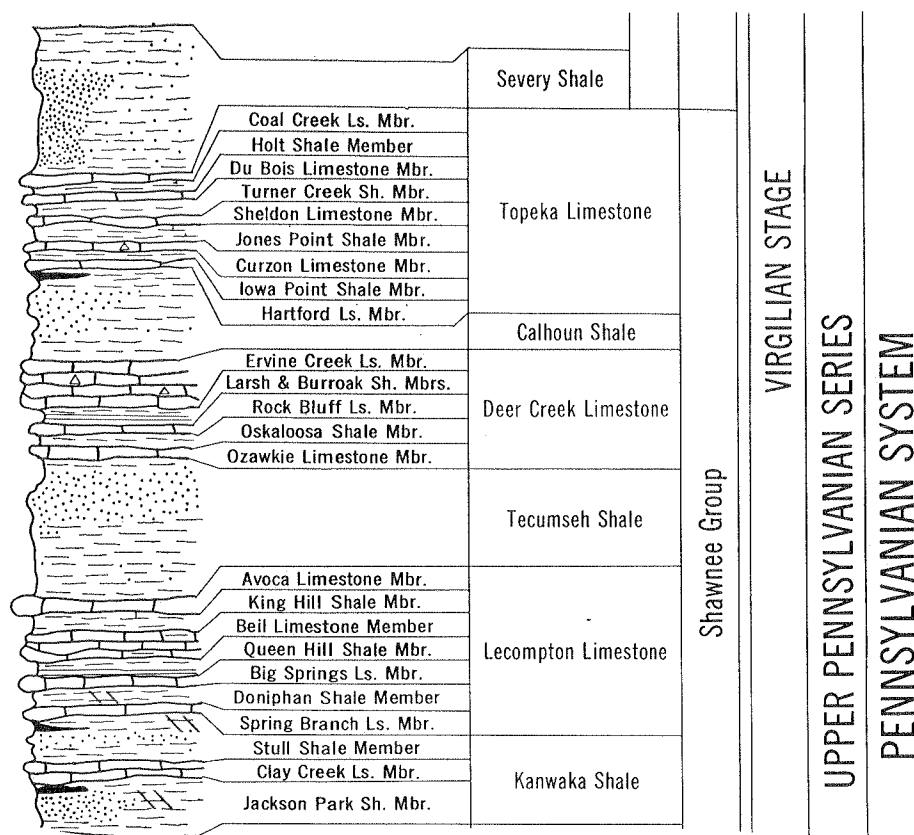 Severy Shale
Coal Creek Ls. Mbr.
Holt Shale Member
Du Bois Limestone Mbr.
Turner Creek Sh. Mbr.
Sheldon Limestone Mbr.
Jones Point Shale Mbr.
Curzon Limestone Mbr.
Iowa Point Shale Mbr.
Hartford Ls. Mbr.
Topeka Limestone
Calhoun Shale
Ervine Creek Ls. Mbr.
Larsh & Burroak Sh. Mbrs.
Rock Bluff Ls. Mbr.
Oskaloosa Shale Mbr.
Ozawkie Limestone Mbr.
Deer Creek Limestone
Tecumseh Shale
Avoca Limestone Mbr.
King Hill Shale Mbr.
Beil Limestone Member
Queen Hill Shale Mbr.
Big Springs Ls. Mbr.
Doniphan Shale Member
Spring Branch Ls. Mbr.
Lecompton Limestone
Stull Shale Member
Clay Creek Ls. Mbr.
Jackson Park Sh. Mbr.
Kanwaka Shale
Shawnee Group
VIRGILIAN STAGE
UPPER PENNSYLVANIAN SERIES
PENNSYLVANIAN SYSTEM